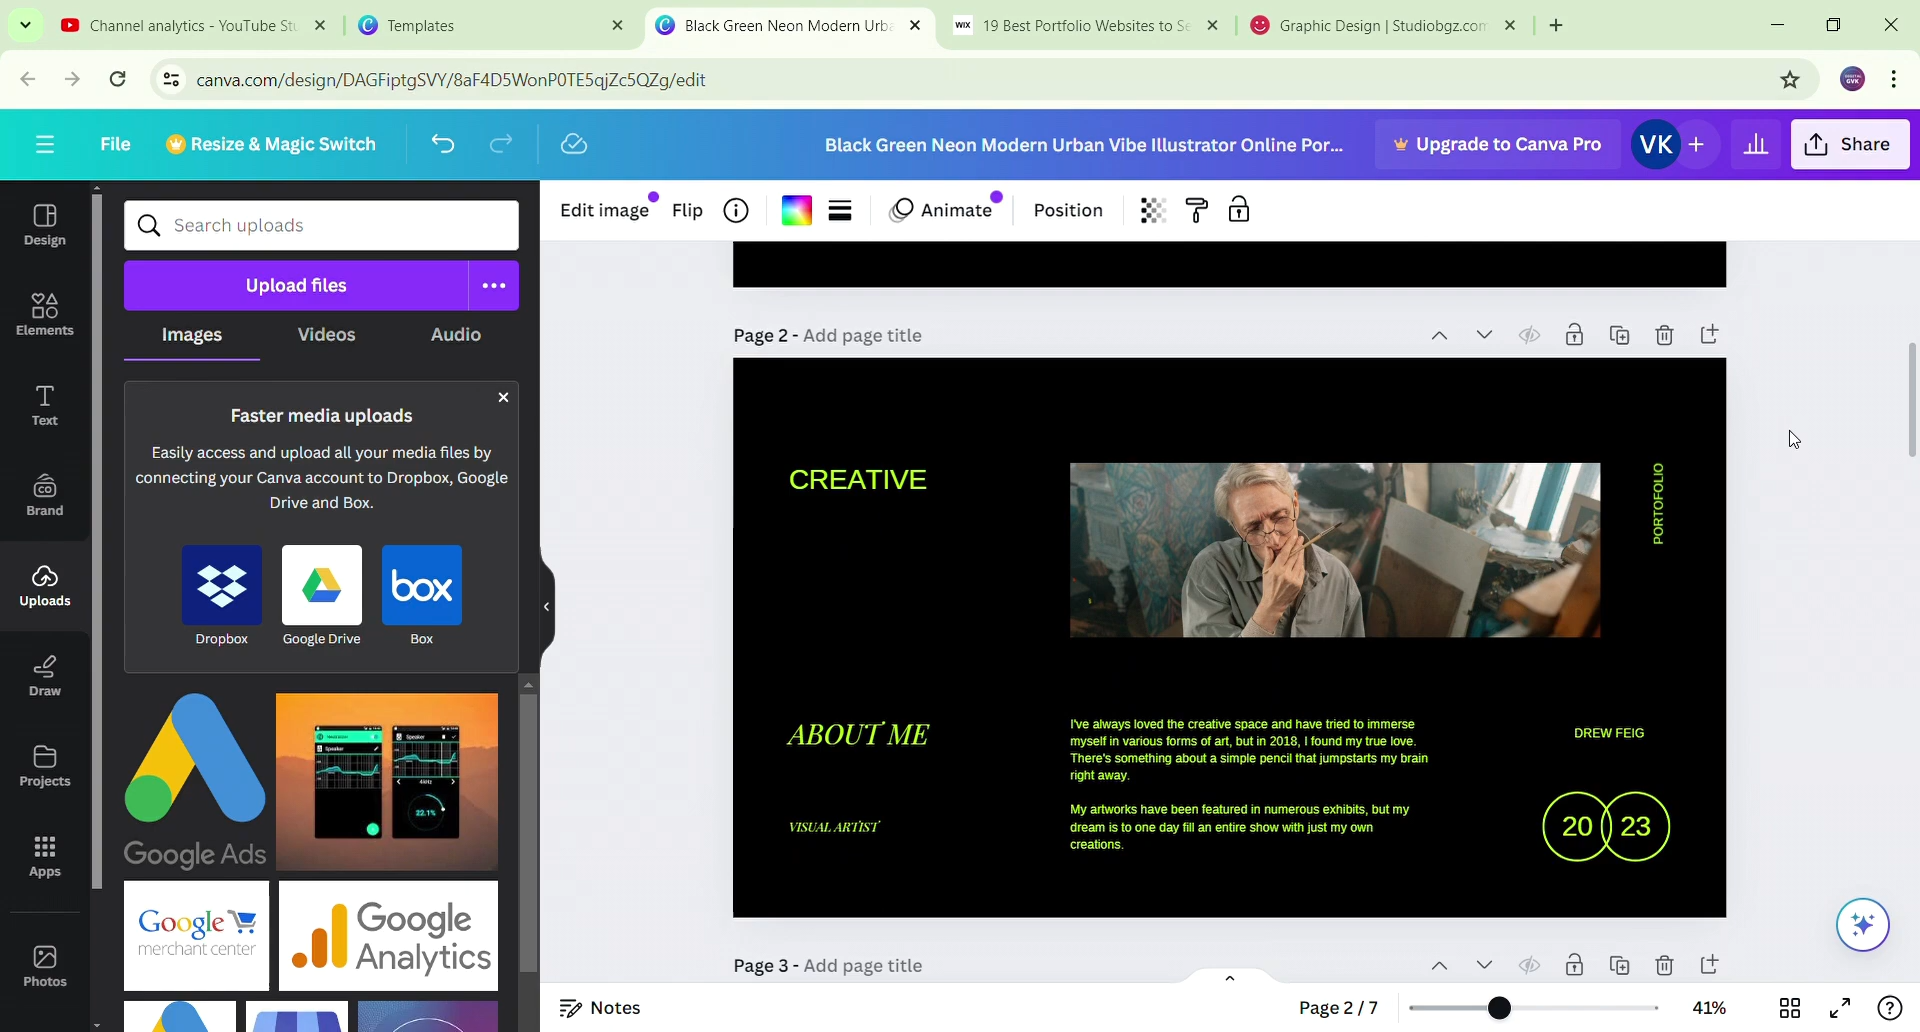 Channel analytics - YouTube Stu
Templates
Black Green Neon Modern Urba
WIX
19 Best Portfolio Websites to Se
Graphic Design | Studiobgz.com
canva.com/design/DAGFiptgSVY/8aF4D5WonP0TE5qjZc5QZg/edit
File
Resize & Magic Switch
Black Green Neon Modern Urban Vibe Illustrator Online Por...
Upgrade to Canva Pro
VK
Share
Design
Elements
Text
Brand
Uploads
Draw
Projects
Apps
Photos
Search uploads
Upload files
Images
Videos
Audio
Faster media uploads
Easily access and upload all your media files by
connecting your Canva account to Dropbox, Google
Drive and Box.
box
Dropbox
Google Drive
Box
Google Ads
Speaker
Speaker
4kHz
22.1%
Google
merchant center
Google
Analytics
Edit image
Flip
Animate
Position
Page 2 - Add page title
CREATIVE
PORTOFOLIO
ABOUT ME
VISUAL ARTIST
I've always loved the creative space and have tried to immerse
myself in various forms of art, but in 2018, I found my true love.
There's something about a simple pencil that jumpstarts my brain
right away.
My artworks have been featured in numerous exhibits, but my
dream is to one day fill an entire show with just my own
creations.
DREW FEIG
20 23
Page 3 - Add page title
Notes
Page 2 / 7
41%